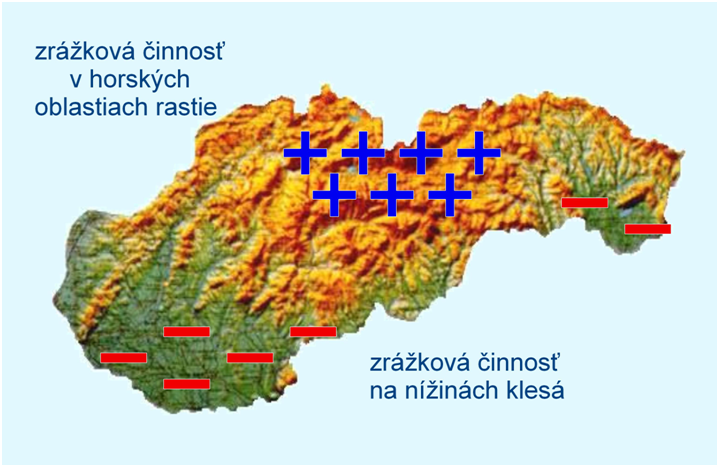 zrážková činnosť
v horských
oblastiach rastie
zrážková činnosť
na nížinách klesá